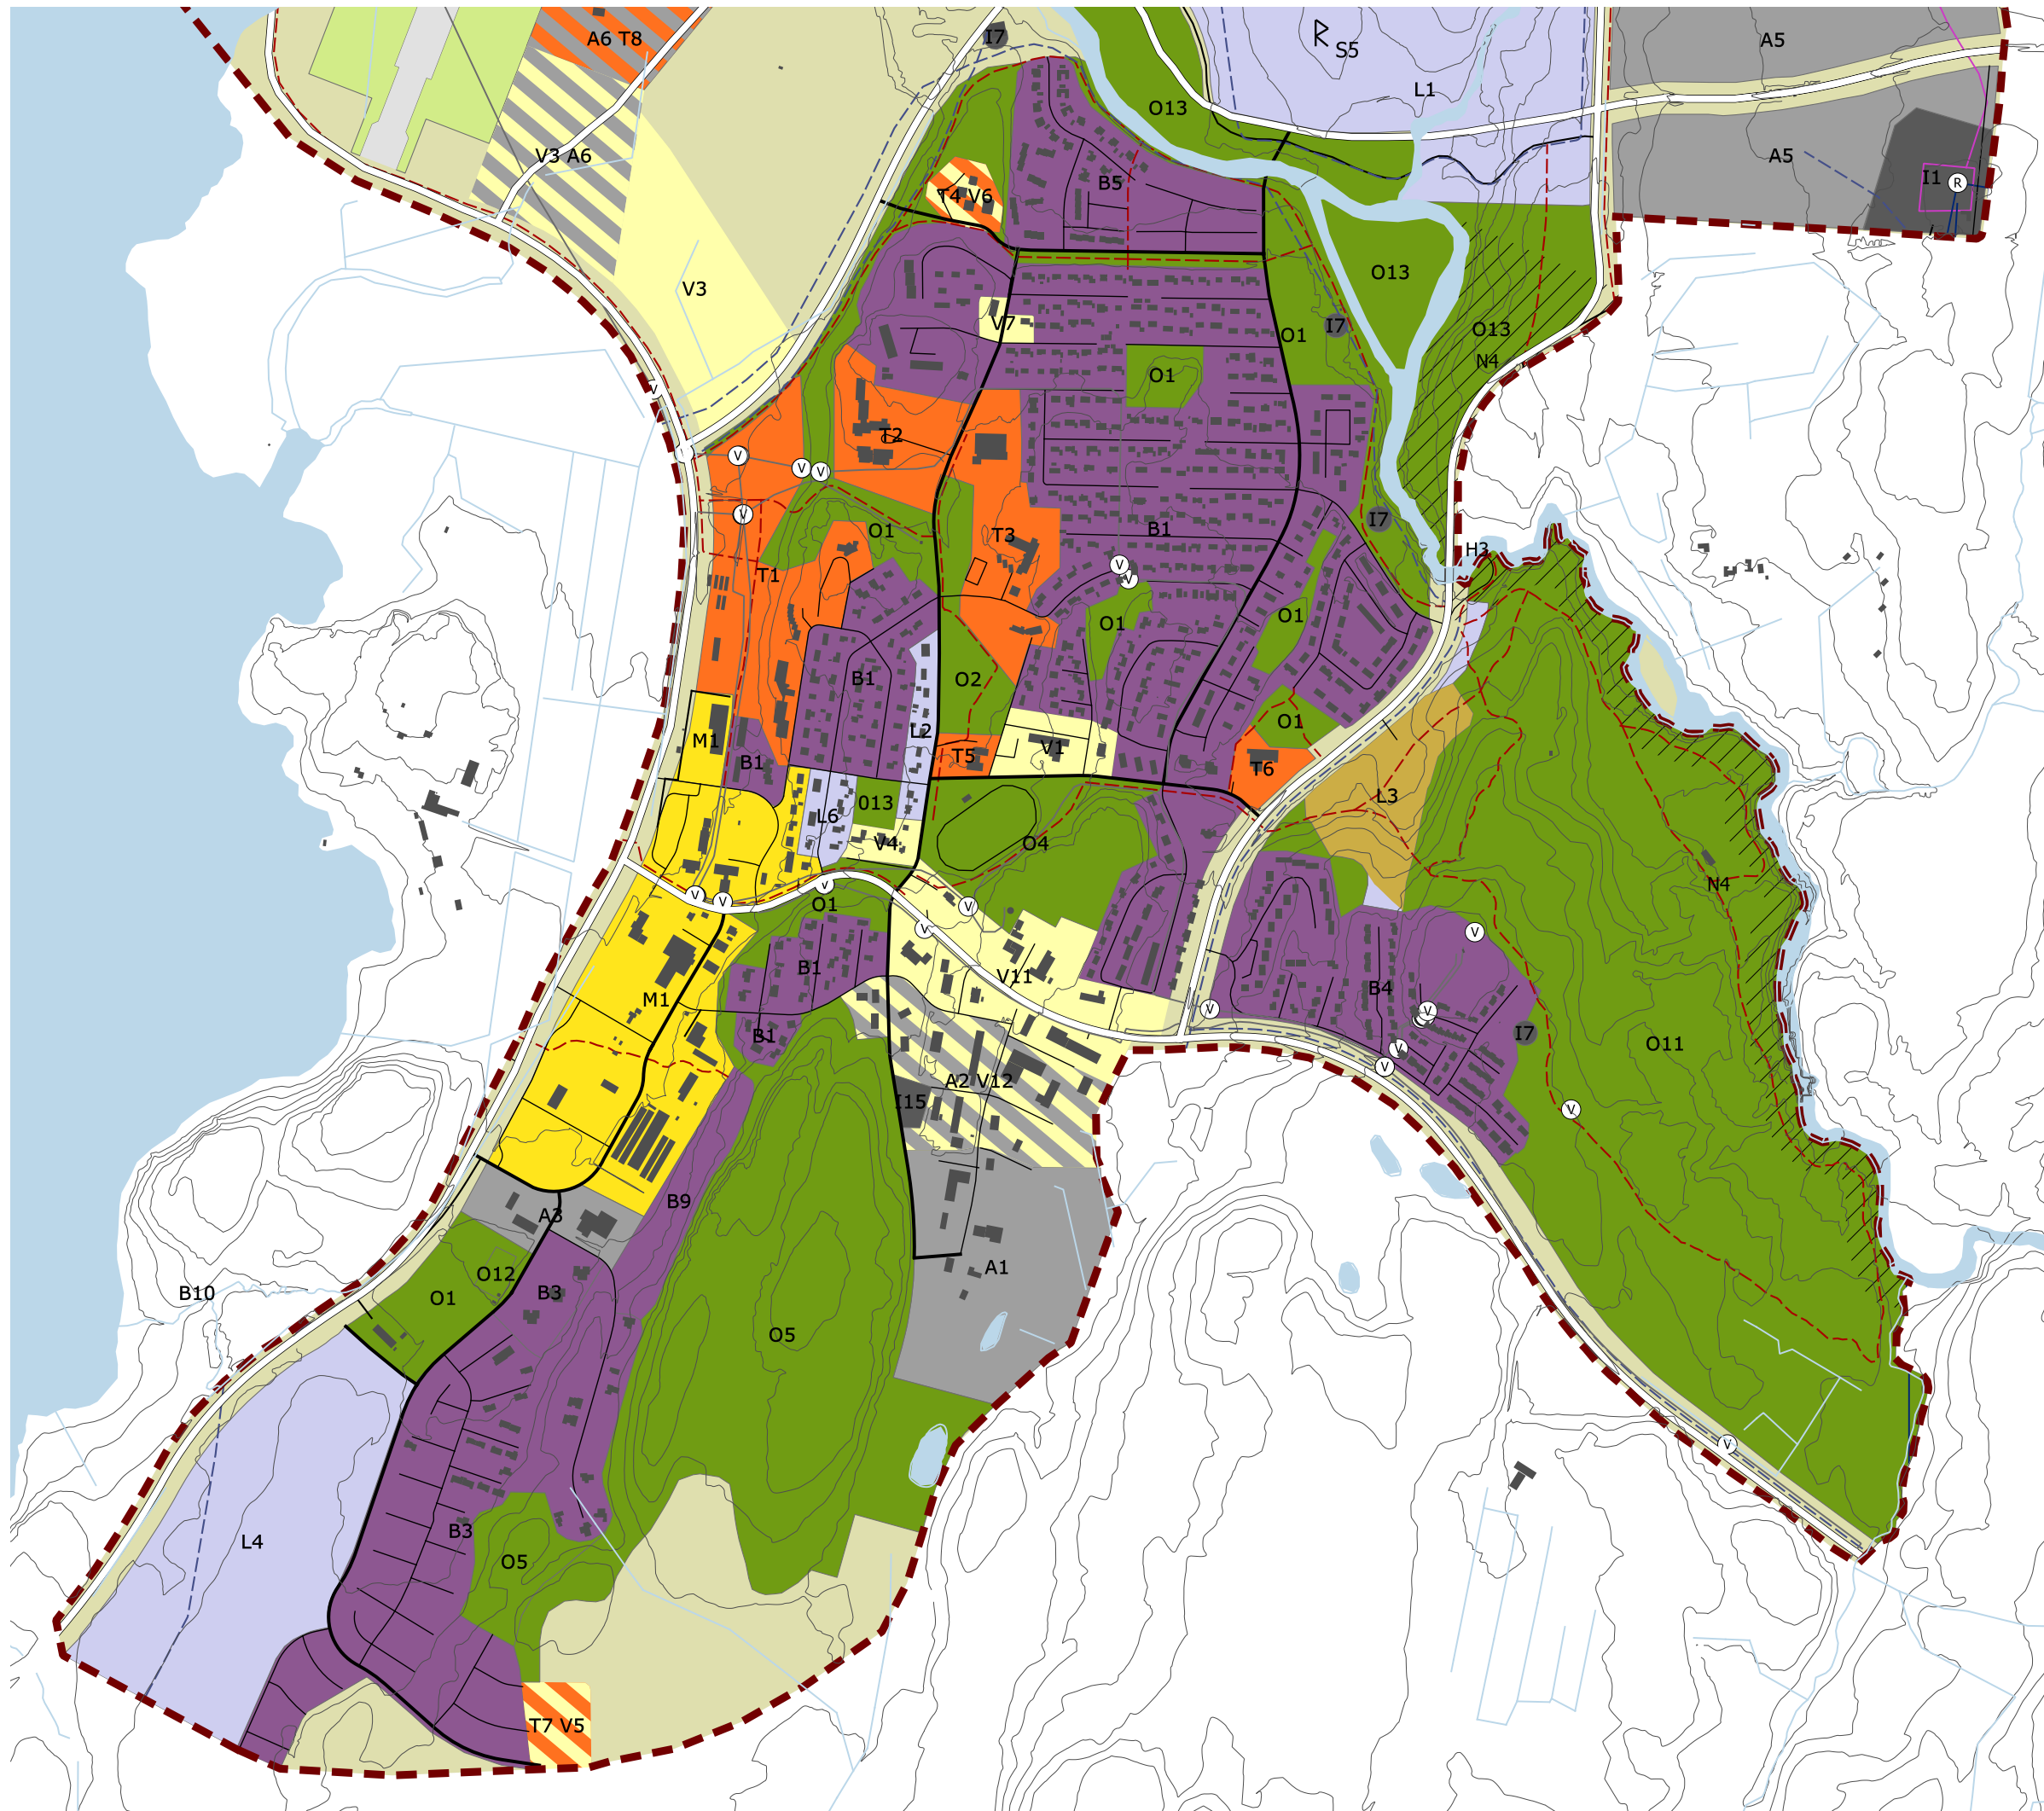 A6 T8
I7
ᚱ S5
A5
L1
O13
V3 A6
A5
B5
I1
R
T4 V6
O13
V3
V7
I7
O13
O1
N4
O1
V
T2
V
V
V
V
I7
B1
O1
T3
H3
V
V
T1
O1
O1
B1
O2
O1
L2
M1
V1
B1
T5
T6
L3
013
L6
V4
O4
V
N4
V
V
O1
V
V
V
B1
V11
B4
M1
V
V
I7
B1
O11
V
V
A2 V12
I15
V
B9
A3
A1
O12
B10
B3
O1
O5
V
B3
L4
O5
T7 V5